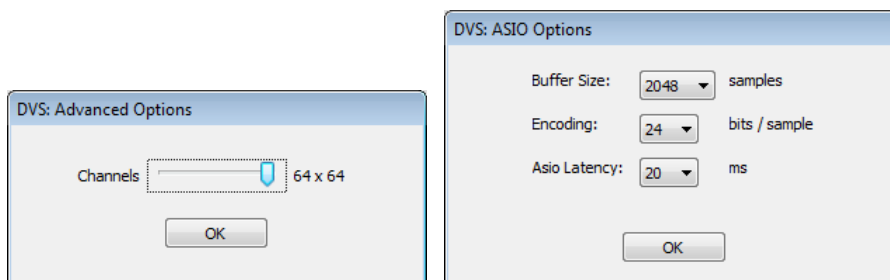 DVS: Advanced Options
Channels 64 x 64
OK
DVS: ASIO Options
Buffer Size: 2048 samples
Encoding: 24 bits / sample
Asio Latency: 20 ms
OK